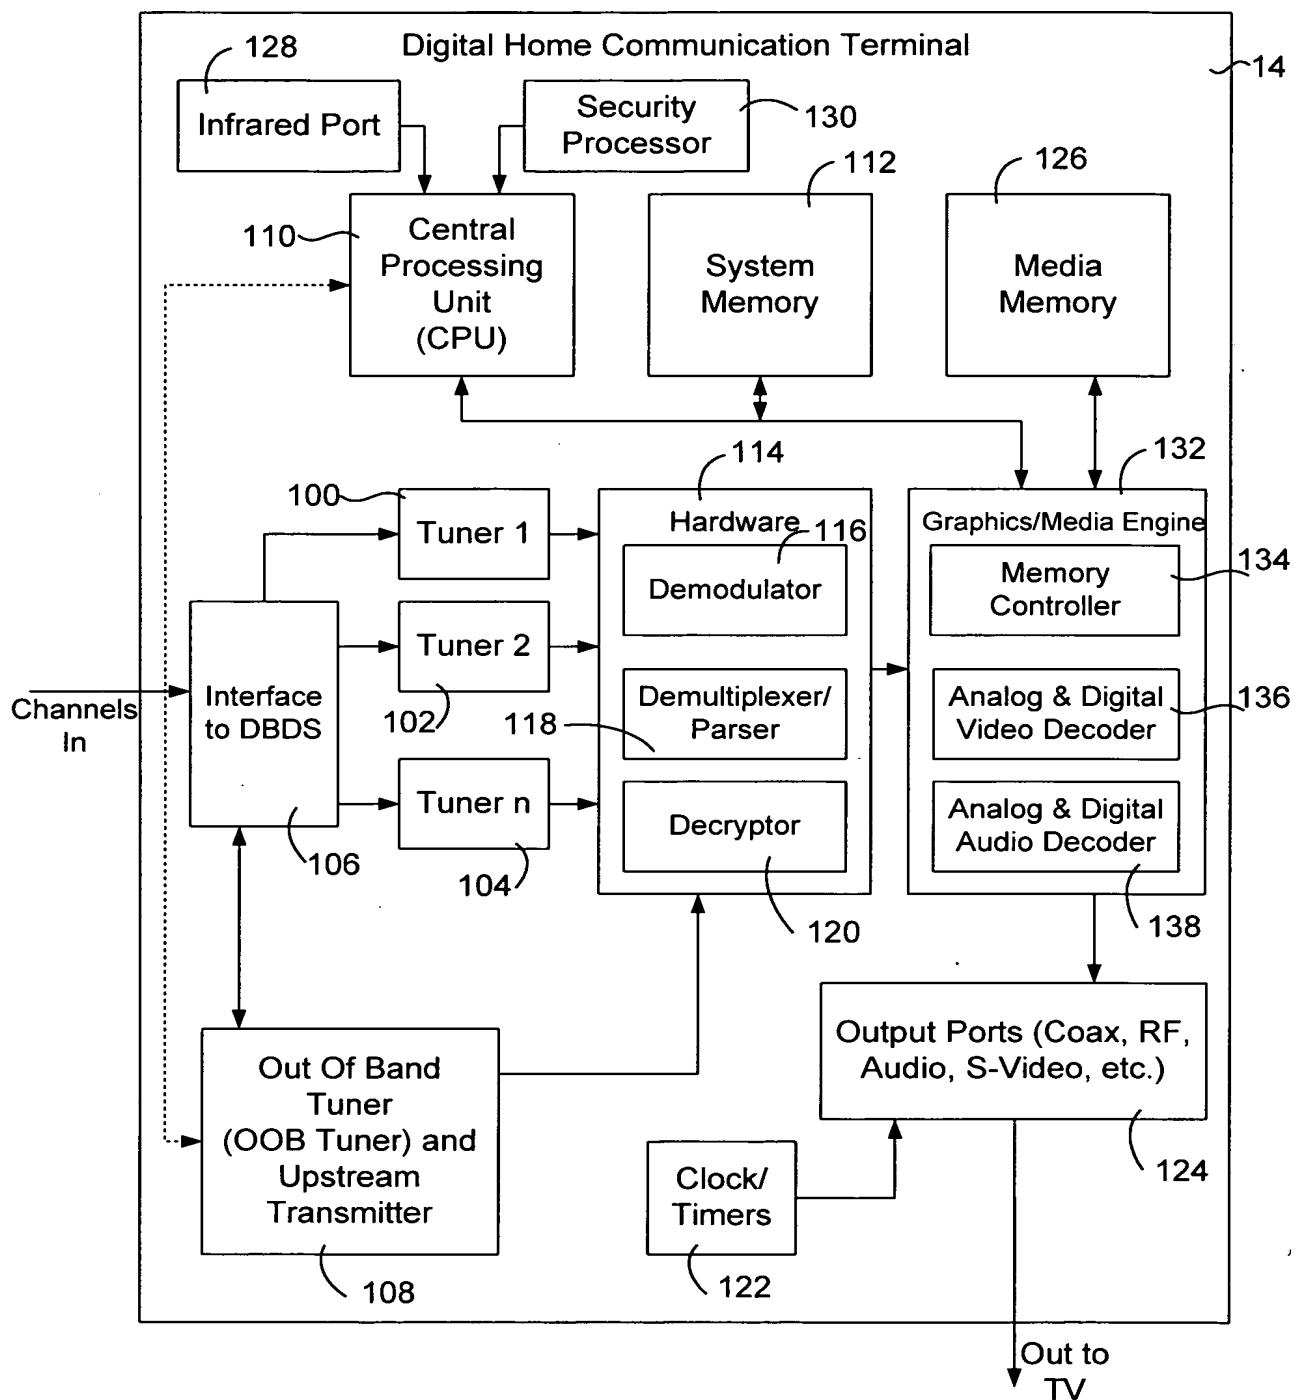 Digital Home Communication Terminal
14
128
Infrared Port
Security
Processor
130
112
126
110
Central
Processing
Unit
(CPU)
System
Memory
Media
Memory
114
132
100
Tuner 1
Hardware
116
Graphics/Media Engine
Demodulator
Memory
Controller
134
Tuner 2
102
Channels
In
Interface
to DBDS
Demultiplexer/
Parser
118
Analog & Digital
Video Decoder
136
Tuner n
104
106
Decryptor
120
Analog & Digital
Audio Decoder
138
Out Of Band
Tuner
(OOB Tuner) and
Upstream
Transmitter
108
Output Ports (Coax, RF,
Audio, S-Video, etc.)
124
Clock/
Timers
122
Out to
TV